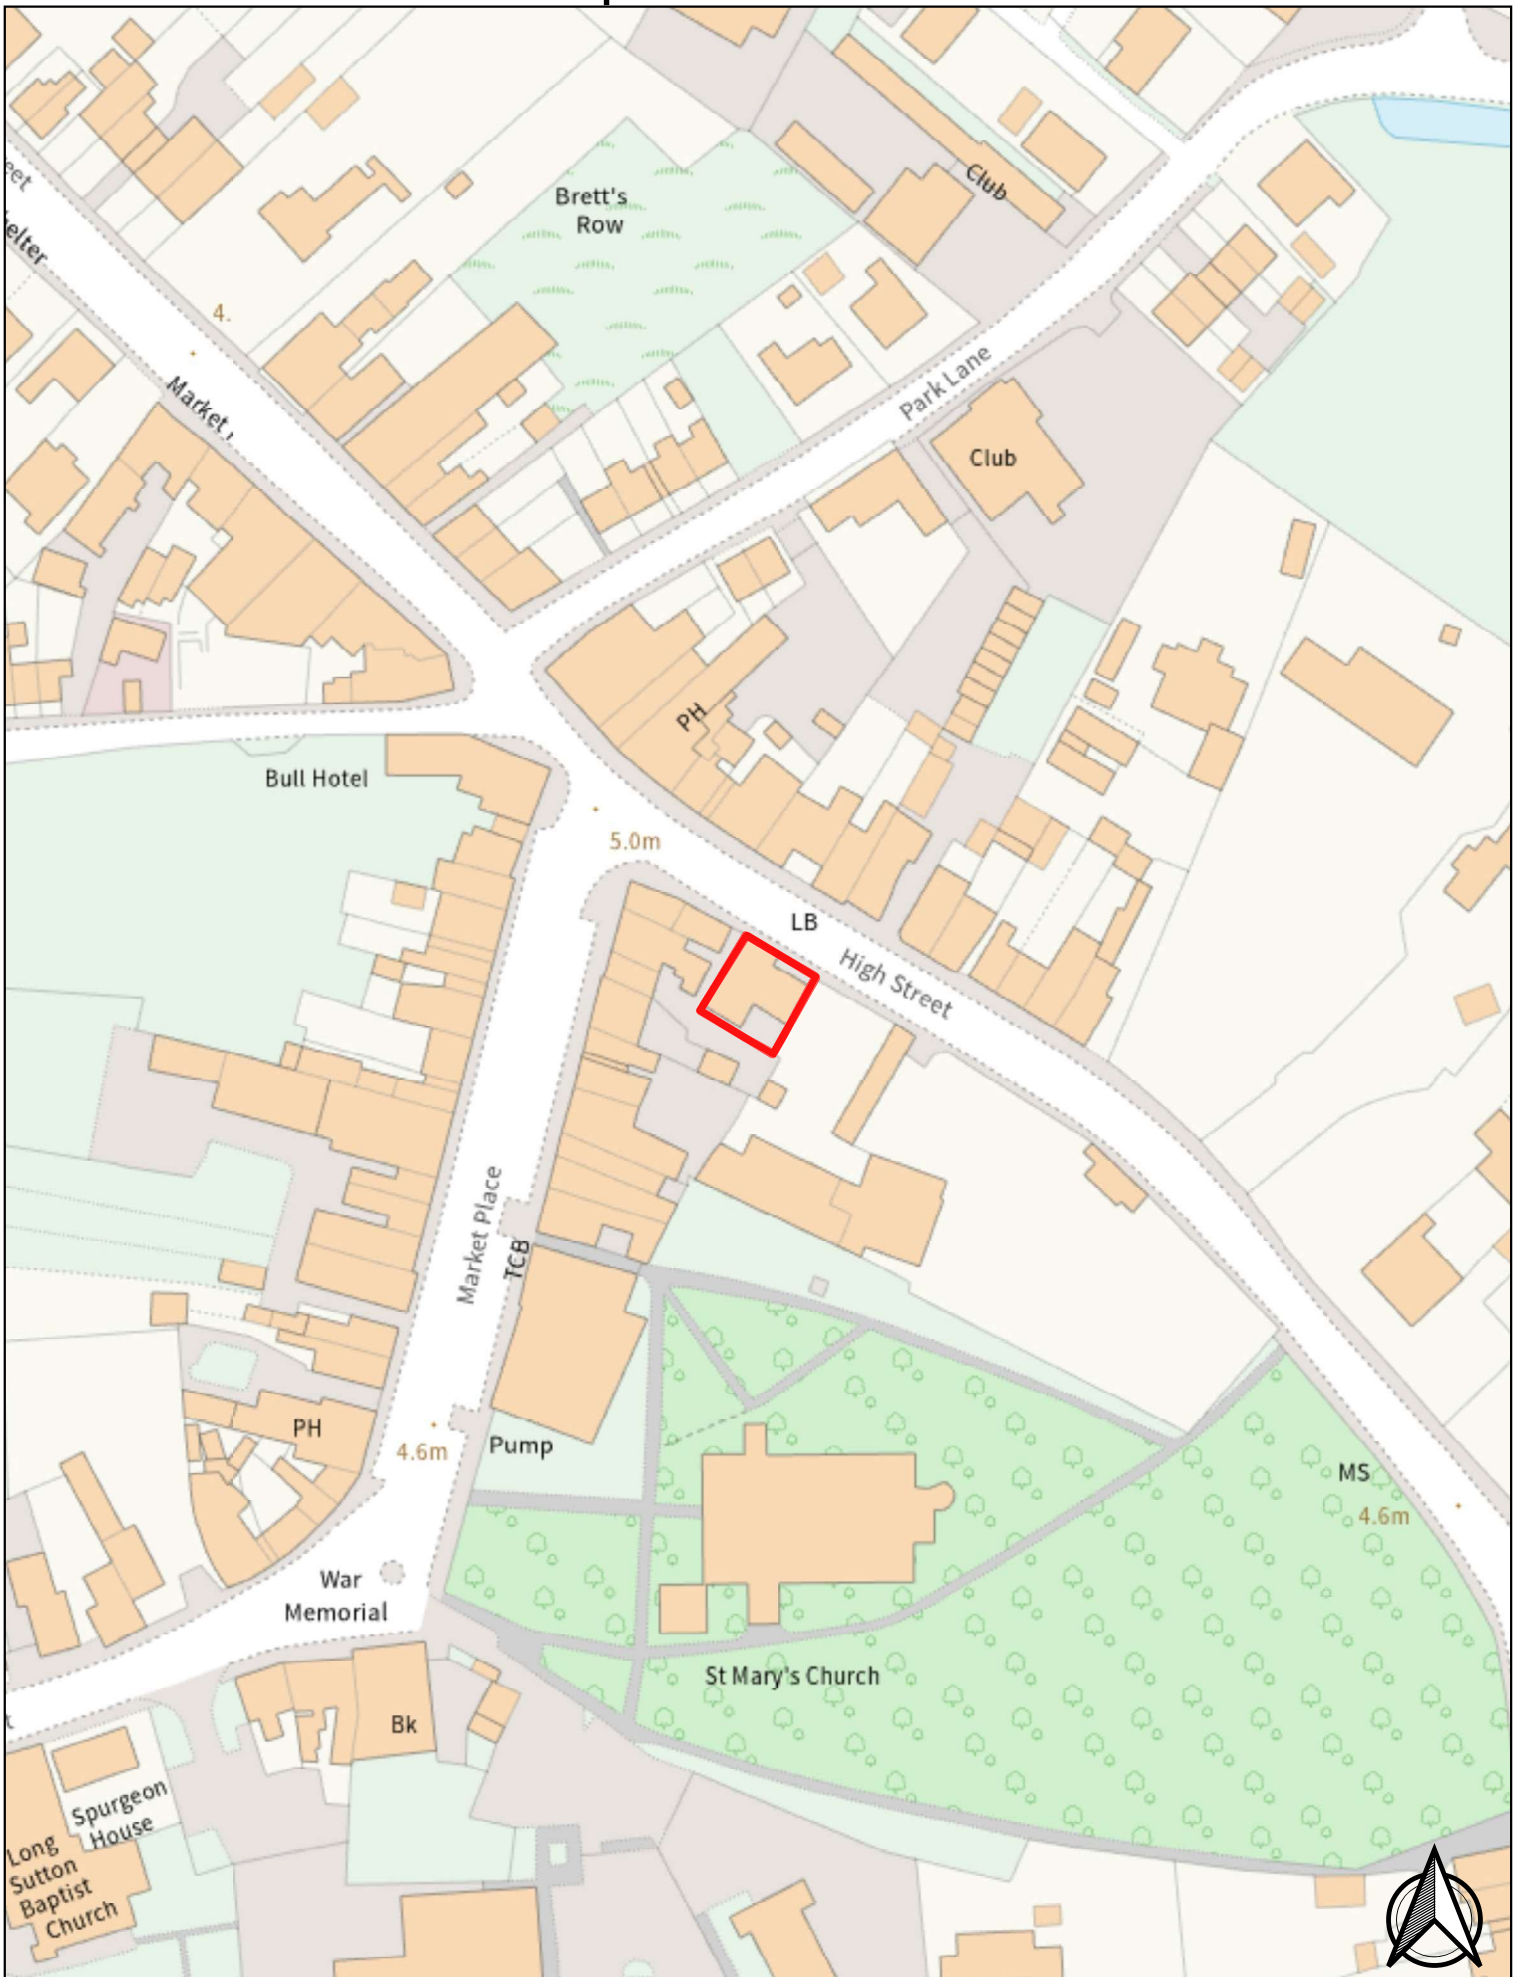 Club
Brett's
Row
4.
Market
Park Lane
Club
PH
Bull Hotel
5.0m
LB
High Street
Market Place
TCB
PH
4.6m
Pump
MS
4.6m
War
Memorial
St Mary's Church
Bk
Spurgeon
House
Long
Sutton
Baptist
Church